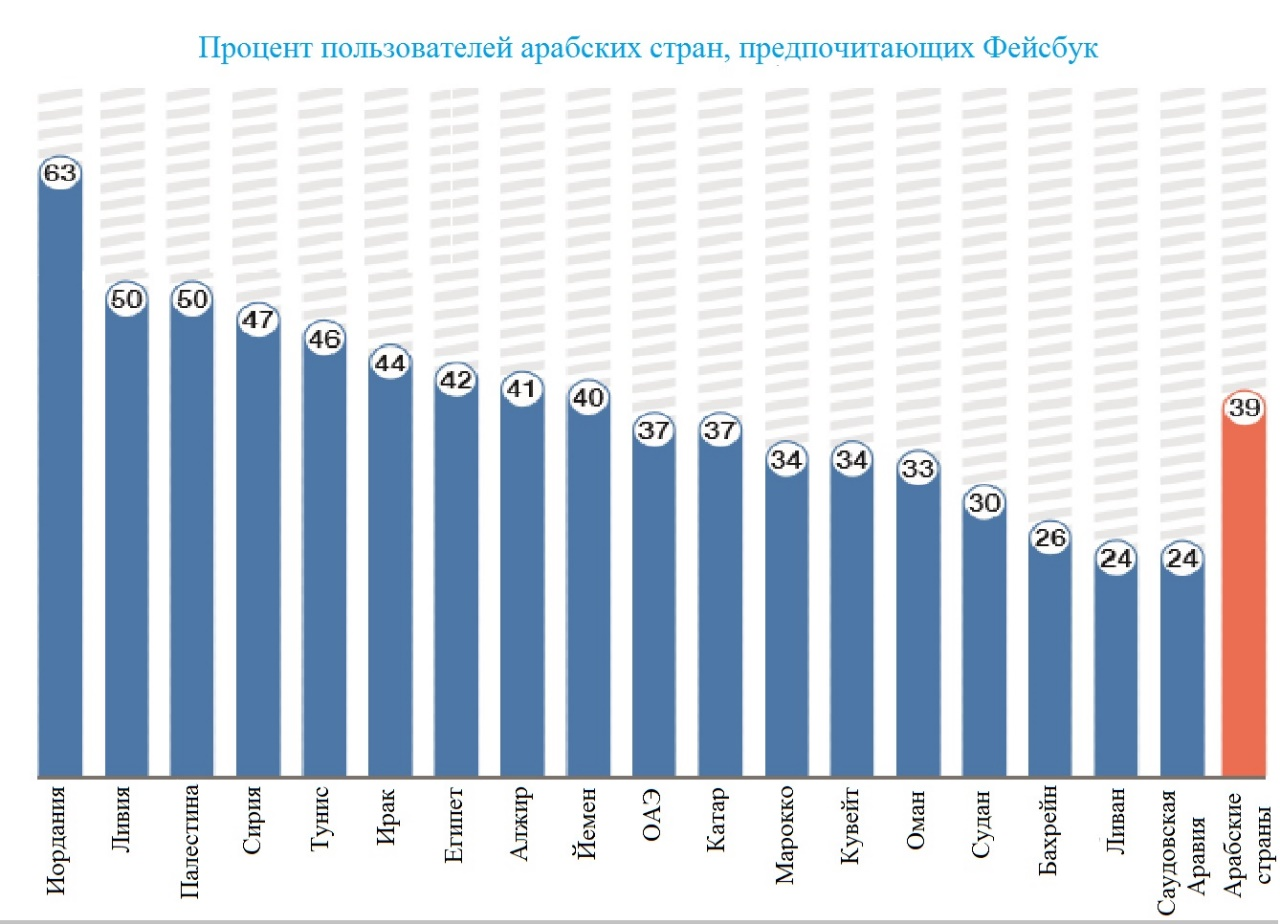 Процент пользователей арабских стран, предпочитающих Фейсбук
63
50
50
47
46
44
42
41
40
37
37
34
34
33
30
26
24
24
39
Иордания
Ливия
Палестина
Сирия
Тунис
Ирак
Египет
Алжир
Йемен
ОАЭ
Катар
Марокко
Кувейт
Оман
Судан
Бахрейн
Ливан
Саудовская
Аравия
Арабские
страны